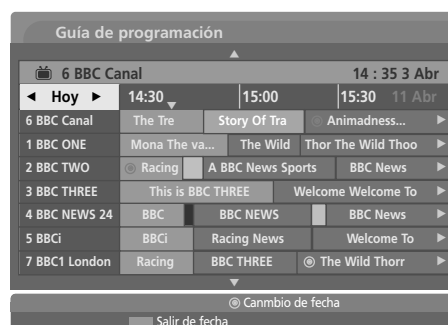 Guía de programación
6 BBC Canal 14 : 35 3 Abr
Hoy 14:30 15:00 15:30 11 Abr
6 BBC Canal The Tre Story Of Tra Animadness...
1 BBC ONE Mona The va... The Wild Thor The Wild Thoo
2 BBC TWO Racing A BBC News Sports BBC News
3 BBC THREE This is BBC THREE Welcome Welcome To
4 BBC NEWS 24 BBC BBC NEWS BBC News
5 BBCi BBCi Racing News Welcome To
7 BBC1 London Racing BBC THREE The Wild Thorr
Canmbio de fecha
Salir de fecha